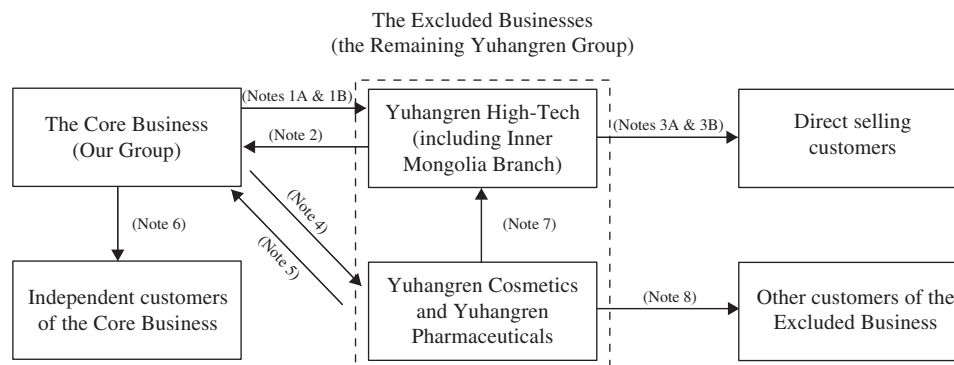 The Excluded Businesses
(the Remaining Yuhangren Group)
The Core Business
(Our Group)
(Notes 1A & 1B)
(Note 2)
Yuhangren High-Tech
(including Inner
Mongolia Branch)
(Notes 3A & 3B)
Direct selling
customers
(Note 4)
(Note 5)
(Note 6)
(Note 7)
Independent customers
of the Core Business
Yuhangren Cosmetics
and Yuhangren
Pharmaceuticals
(Note 8)
Other customers of the
Excluded Business